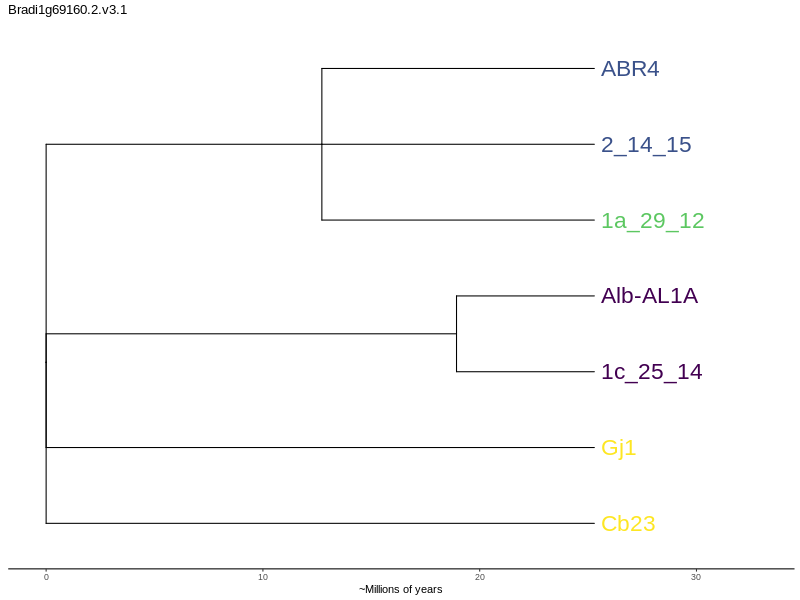 Bradi1g69160.2.v3.1
ABR4
2_14_15
1a_29_12
Alb-AL1A
1c_25_14
Gj1
Cb23
0 10 20 30
~Millions of years